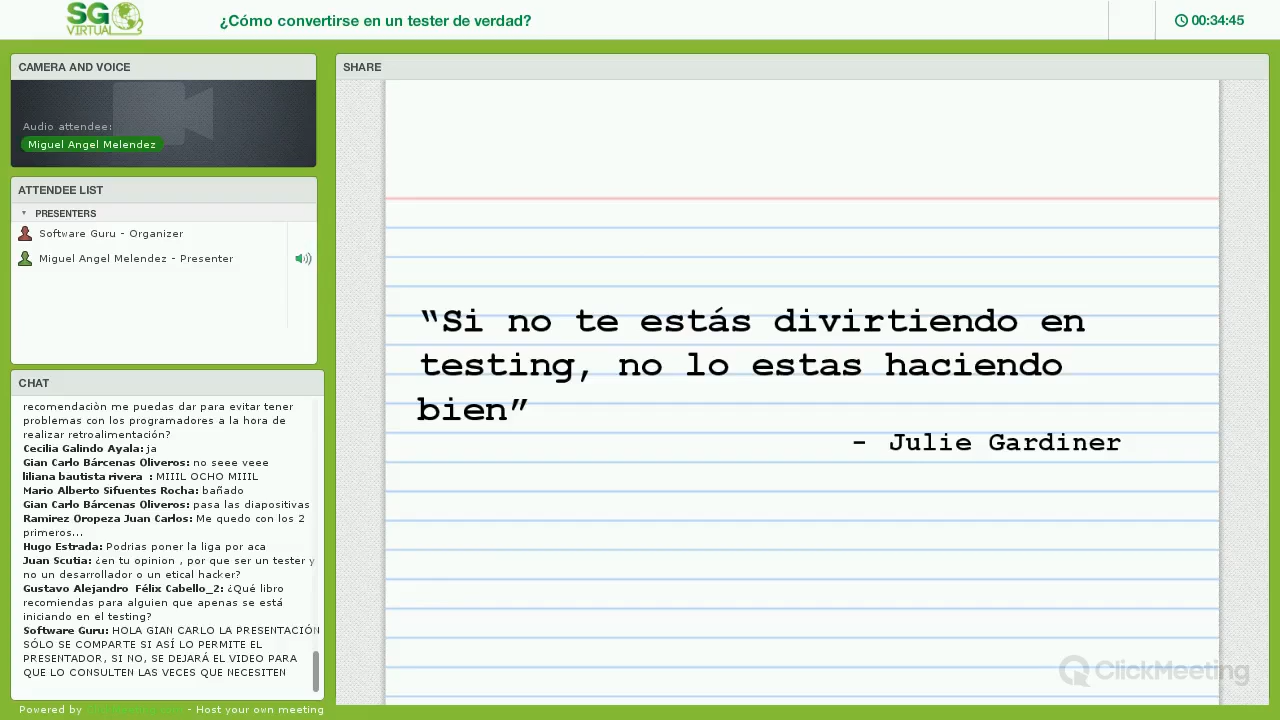 SG
VIRTUAL
¿Cómo convertirse en un tester de verdad?
00:34:45
CAMERA AND VOICE
Audio attendee:
Miguel Angel Melendez
ATTENDEE LIST
PRESENTERS
Software Guru - Organizer
Miguel Angel Melendez - Presenter
CHAT
recomendaciòn me puedas dar para evitar tener
problemas con los programadores a la hora de
realizar retroalimentación?
Cecilia Galindo Ayala: ja
Gian Carlo Bárcenas Oliveros: no seee veee
liliana bautista rivera : MIIIL OCHO MIIIL
Mario Alberto Sifuentes Rocha: bañado
Gian Carlo Bárcenas Oliveros: pasa las diapositivas
Ramirez Oropeza Juan Carlos: Me quedo con los 2
primeros...
Hugo Estrada: Podrias poner la liga por aca
Juan Scutia: ¿en tu opinion , por que ser un tester y
no un desarrollador o un etical hacker?
Gustavo Alejandro Félix Cabello_2: ¿Qué libro
recomiendas para alguien que apenas se está
iniciando en el testing?
Software Guru: HOLA GIAN CARLO LA PRESENTACIÓN
SÓLO SE COMPARTE SI ASÍ LO PERMITE EL
PRESENTADOR, SI NO, SE DEJARÁ EL VIDEO PARA
QUE LO CONSULTEN LAS VECES QUE NECESITEN
Powered by ClickMeeting.com - Host your own meeting
SHARE
“Si no te estás divirtiendo en
testing, no lo estas haciendo
bien”
- Julie Gardiner
ClickMeeting